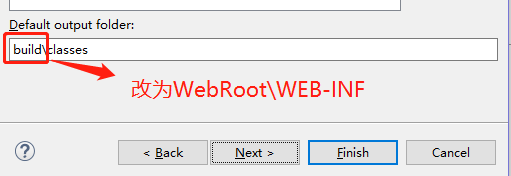 Default output folder:
build\classes
改为WebRoot\WEB-INF
? < Back Next > Finish Cancel